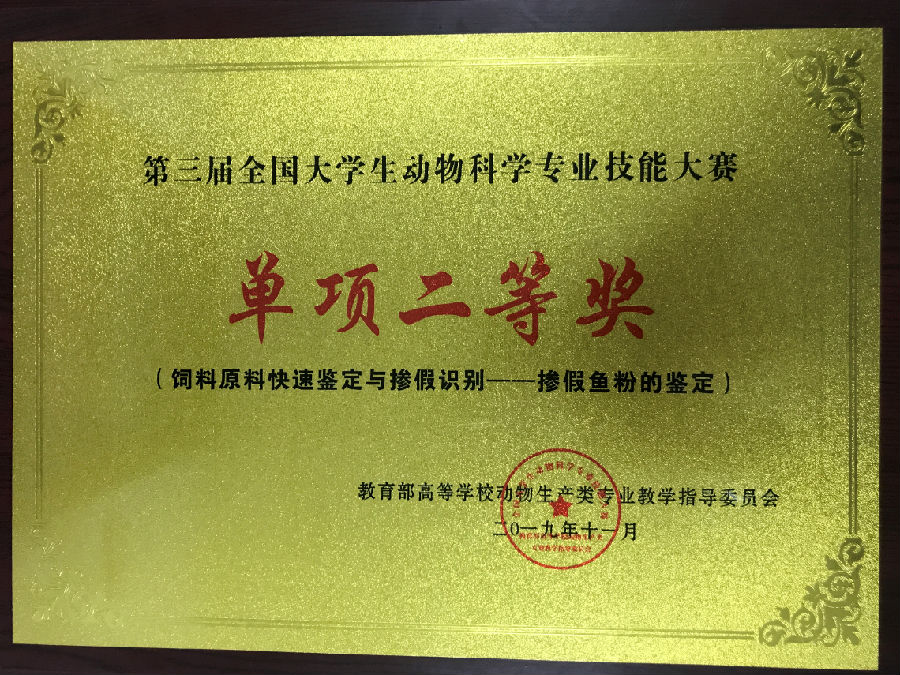 第三届全国大学生动物科学专业技能大赛
单项二等奖
（饲料原料快速鉴定与掺假识别——掺假鱼粉的鉴定）
教育部高等学校动物生产类专业教学指导委员会
二〇一九年十一月